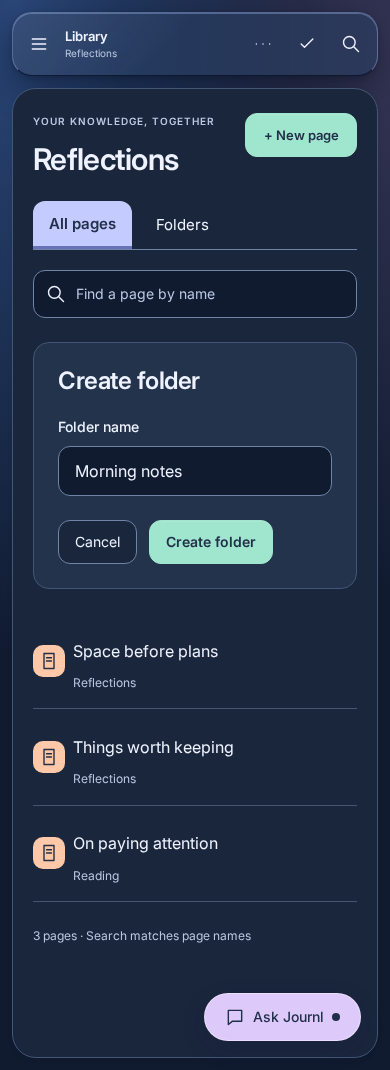 Library
Reflections
YOUR KNOWLEDGE, TOGETHER
+ New page
Reflections
All pages
Folders
Find a page by name
Create folder
Folder name
Morning notes
Cancel
Create folder
Space before plans
Reflections
Things worth keeping
Reflections
On paying attention
Reading
3 pages · Search matches page names
Ask Journl